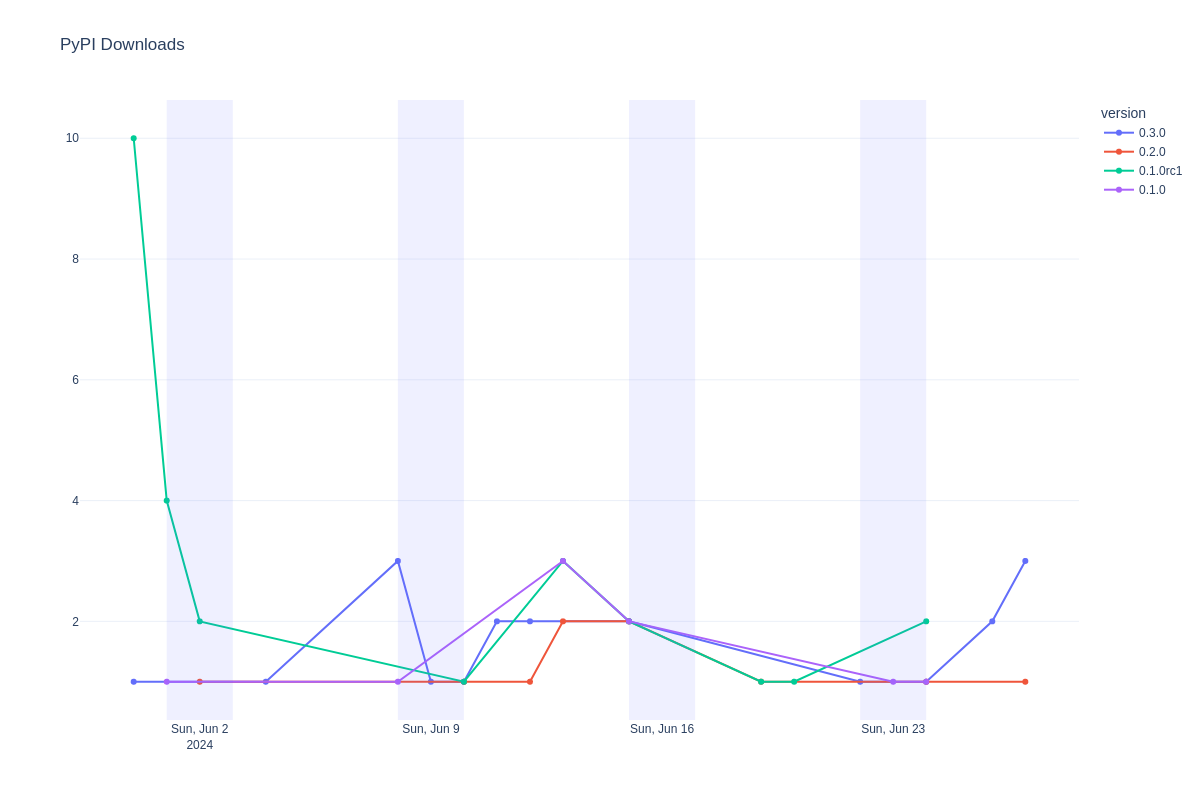 PyPI Downloads
version
0.3.0
0.2.0
0.1.0rc1
0.1.0
10
8
6
4
2
Sun, Jun 2
2024
Sun, Jun 9
Sun, Jun 16
Sun, Jun 23